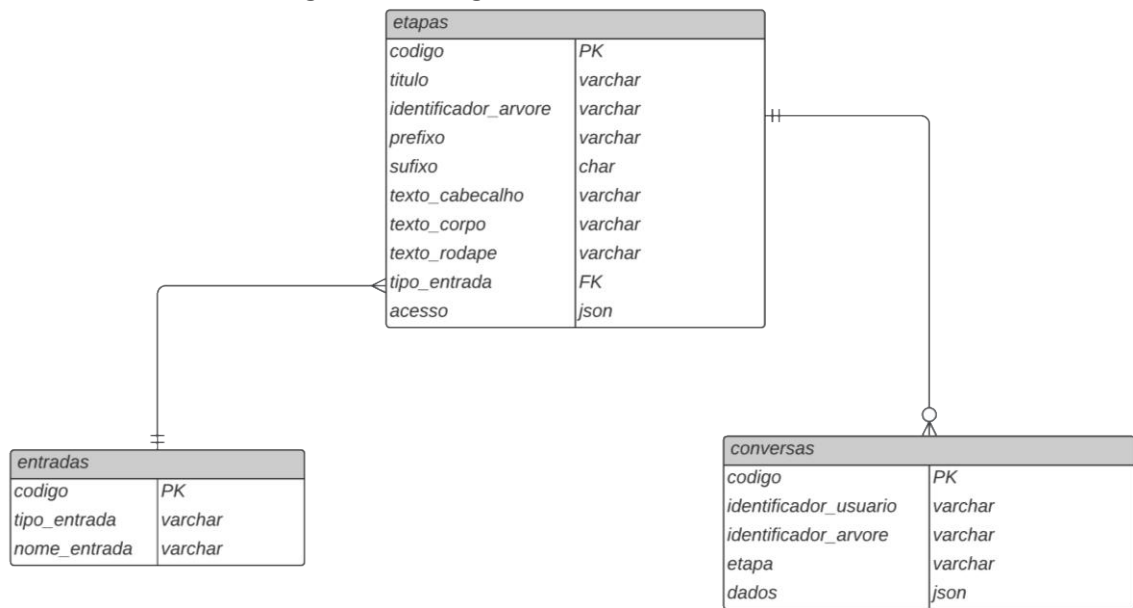 etapas
codigo PK
titulo varchar
identificador_arvore varchar
prefixo varchar
sufixo char
texto_cabecalho varchar
texto_corpo varchar
texto_rodape varchar
tipo_entrada FK
acesso json
entradas
codigo PK
tipo_entrada varchar
nome_entrada varchar
conversas
codigo PK
identificador_usuario varchar
identificador_arvore varchar
etapa varchar
dados json